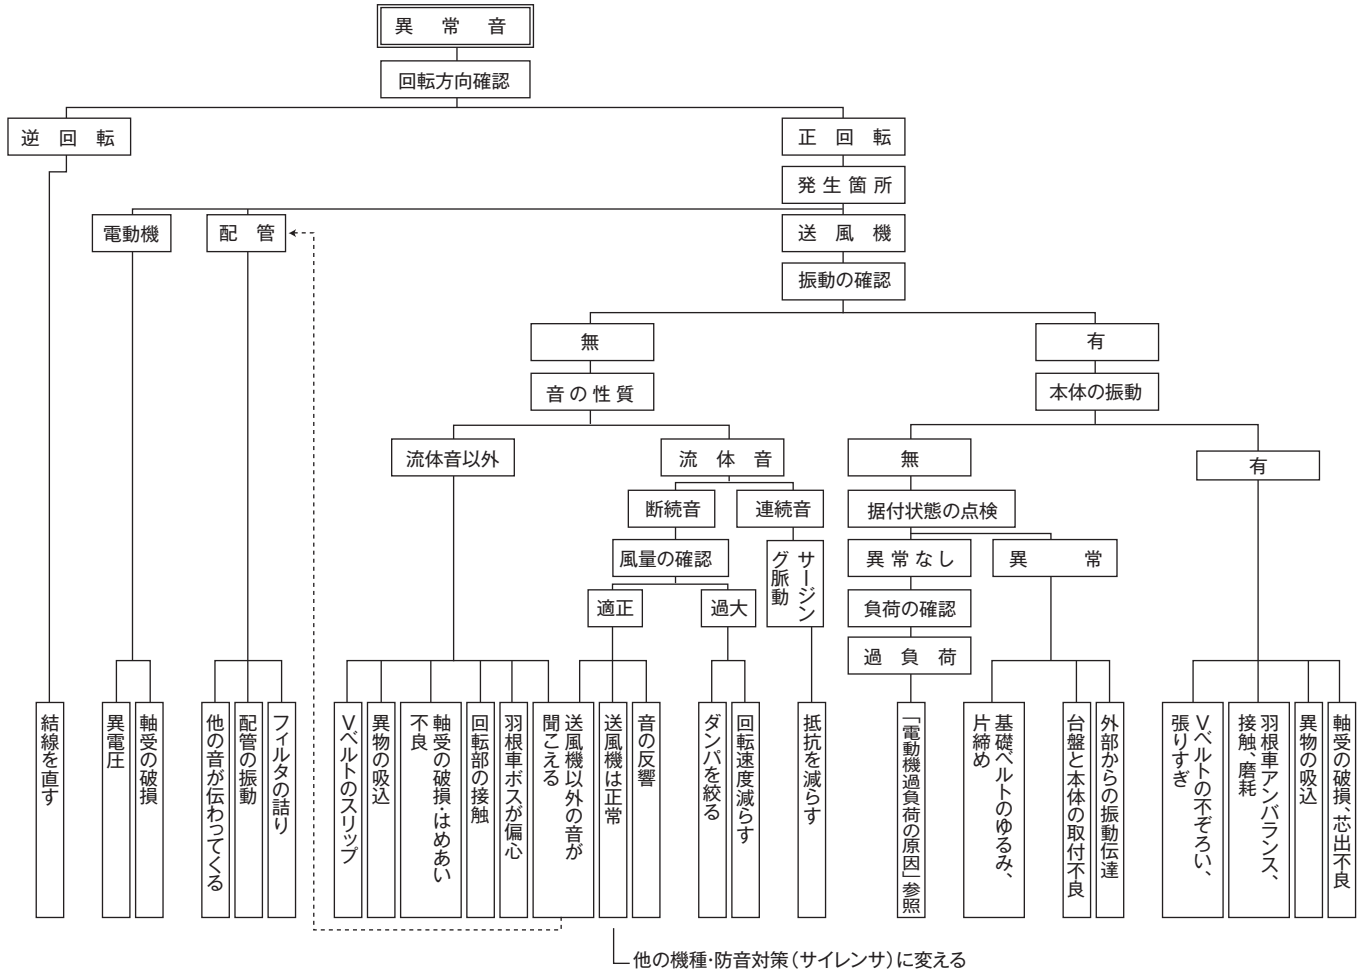 異常音
回転方向確認
逆回転
正回転
発生箇所
電動機
配管
送風機
振動の確認
無
有
音の性質
本体の振動
流体音以外
流体音
無
有
断続音
連続音
据付状態の点検
風量の確認
サージン
グ脈動
異常なし
異常
適正
過大
負荷の確認
過負荷
結線を直す
異電圧
軸受の破損
他の音が伝わってくる
配管の振動
フィルタの詰り
Vベルトのスリップ
異物の吸込
軸受の破損・はめあい
不良
回転部の接触
羽根車ボスが偏心
送風機以外の音が
聞こえる
送風機は正常
音の反響
ダンパを絞る
回転速度減らす
抵抗を減らす
「電動機過負荷の原因」参照
基礎ベルトのゆるみ、
片締め
台盤と本体の取付不良
外部からの振動伝達
Vベルトの不ぞろい、
張りすぎ
羽根車アンバランス、
接触、磨耗
異物の吸込
軸受の破損、芯出不良
他の機種・防音対策(サイレンサ)に変える